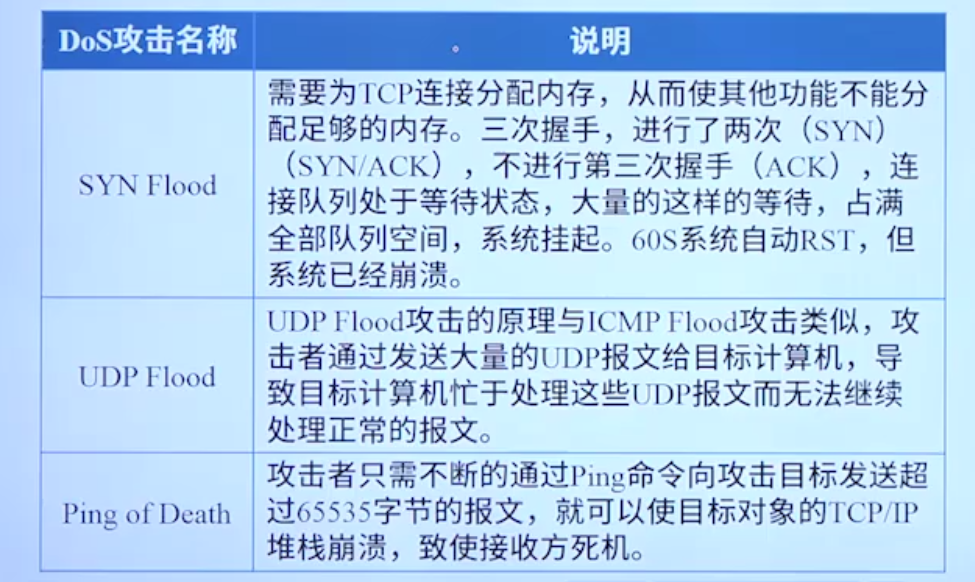 DoS攻击名称
说明
SYN Flood
需要为TCP连接分配内存，从而使其他功能不能分
配足够的内存。三次握手，进行了两次（SYN）
（SYN/ACK），不进行第三次握手（ACK），连
接队列处于等待状态，大量的这样的等待，占满
全部队列空间，系统挂起。60S系统自动RST，但
系统已经崩溃。
UDP Flood
UDP Flood攻击的原理与ICMP Flood攻击类似，攻
击者通过发送大量的UDP报文给目标计算机，导
致目标计算机忙于处理这些UDP报文而无法继续
处理正常的报文。
Ping of Death
攻击者只需不断的通过Ping命令向攻击目标发送超
过65535字节的报文，就可以使目标对象的TCP/IP
堆栈崩溃，致使接收方死机。